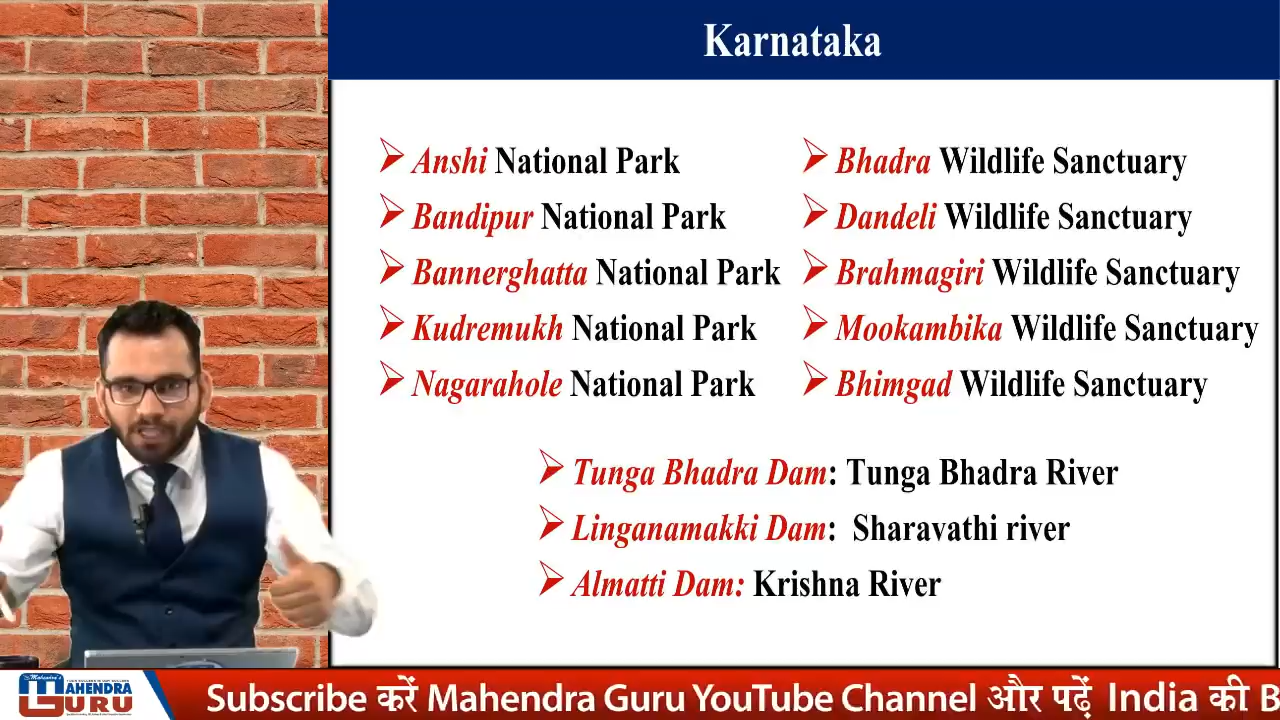 Karnataka
➢ Anshi National Park
➢ Bandipur National Park
➢ Bannerghatta National Park
➢ Kudremukh National Park
➢ Nagarahole National Park
➢ Bhadra Wildlife Sanctuary
➢ Dandeli Wildlife Sanctuary
➢ Brahmagiri Wildlife Sanctuary
➢ Mookambika Wildlife Sanctuary
➢ Bhimgad Wildlife Sanctuary
➢ Tunga Bhadra Dam: Tunga Bhadra River
➢ Linganamakki Dam: Sharavathi river
➢ Almatti Dam: Krishna River
Mahendra's
MAHENDRA
GURU
Subscribe करें Mahendra Guru YouTube Channel और पढ़ें India की B